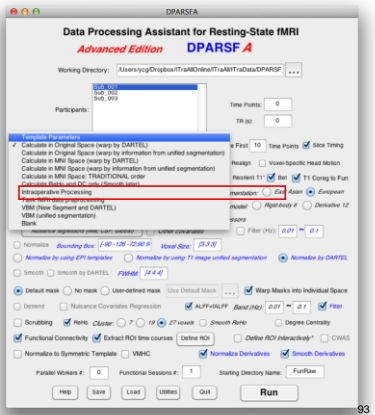 DPARSFA
Data Processing Assistant for Resting-State fMRI
Advanced Edition DPARSF A
Working Directory: /Users/ycg/Dropbox/ITraAllOnline/ITraAll/ITraData/DPARSF ...
Participants:
Sub_001
Sub_002
Sub_003
Time Points: 0
TR (s): 0
Template Parameters
✓ Calculate in Original Space (warp by DARTEL)
Calculate in Original Space (warp by information from unified segmentation)
Calculate in MNI Space (warp by DARTEL)
Calculate in MNI Space (warp by information from unified segmentation)
Calculate in MNI Space: TRADITIONAL order
Calculate ReHo and DC only (Smooth later)
Intraoperative Processing
Task fMRI data preprocessing
VBM (New Segment and DARTEL)
VBM (unified segmentation)
Blank
e First 10 Time Points Slice Timing
Realign Voxel-Specific Head Motion
Reorient T1* Bet T1 Coreg to Fun
mentation: East Asian European
model: Rigid-body 6 Derivative 12
ssors
Filter (Hz): 0.01 ~ 0.1
Normalize Bounding Box: [-90 -126 -72;90 9 Voxel Size: [3 3 3]
Normalize by using EPI templates Normalize by using T1 image unified segmentation Normalize by DARTEL
Smooth Smooth by DARTEL FWHM: [4 4 4]
Default mask No mask User-defined mask Use Default Mask ... Warp Masks into Individual Space
Detrend Nuisance Covariates Regression ALFF+fALFF Band (Hz): 0.01 ~ 0.1 Filter
Scrubbing ReHo Cluster: 7 19 27 voxels Smooth ReHo Degree Centrality
Functional Connectivity Extract ROI time courses Define ROI Define ROI Interactively* CWAS
Normalize to Symmetric Template VMHC Normalize Derivatives Smooth Derivatives
Parallel Workers #: 0 Functional Sessions #: 1 Starting Directory Name: FunRaw
Help Save Load Utilities Quit Run
93